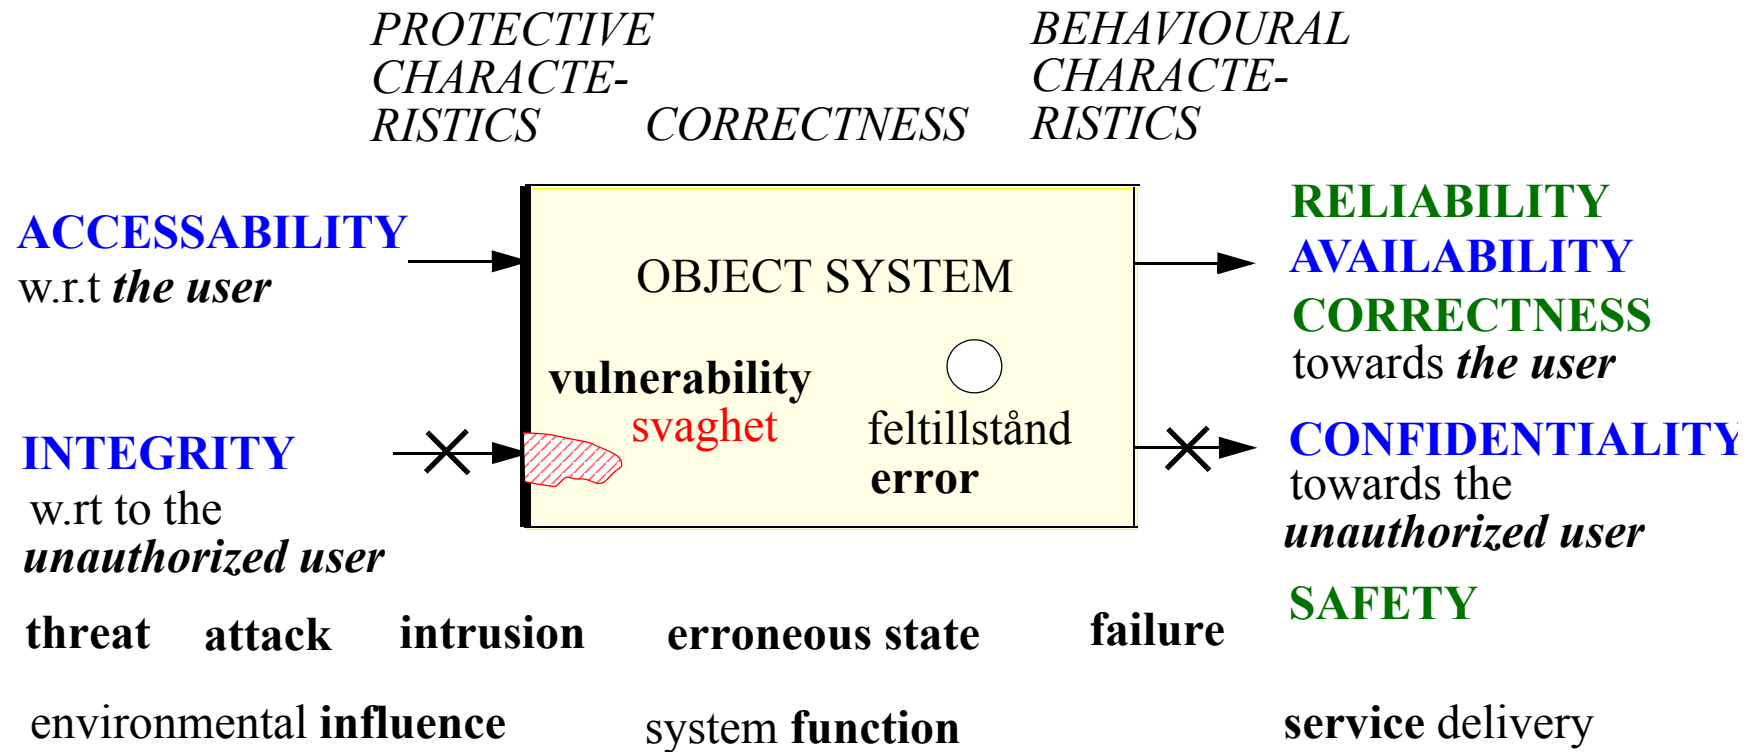 PROTECTIVE
CHARACTE-
RISTICS
CORRECTNESS
BEHAVIOURAL
CHARACTE-
RISTICS
ACCESSABILITY
w.r.t the user
INTEGRITY
w.rt to the
unauthorized user
OBJECT SYSTEM
vulnerability
svaghet
feltillstånd
error
RELIABILITY
AVAILABILITY
CORRECTNESS
towards the user
CONFIDENTIALITY
towards the
unauthorized user
SAFETY
threat attack intrusion erroneous state failure
environmental influence system function service delivery